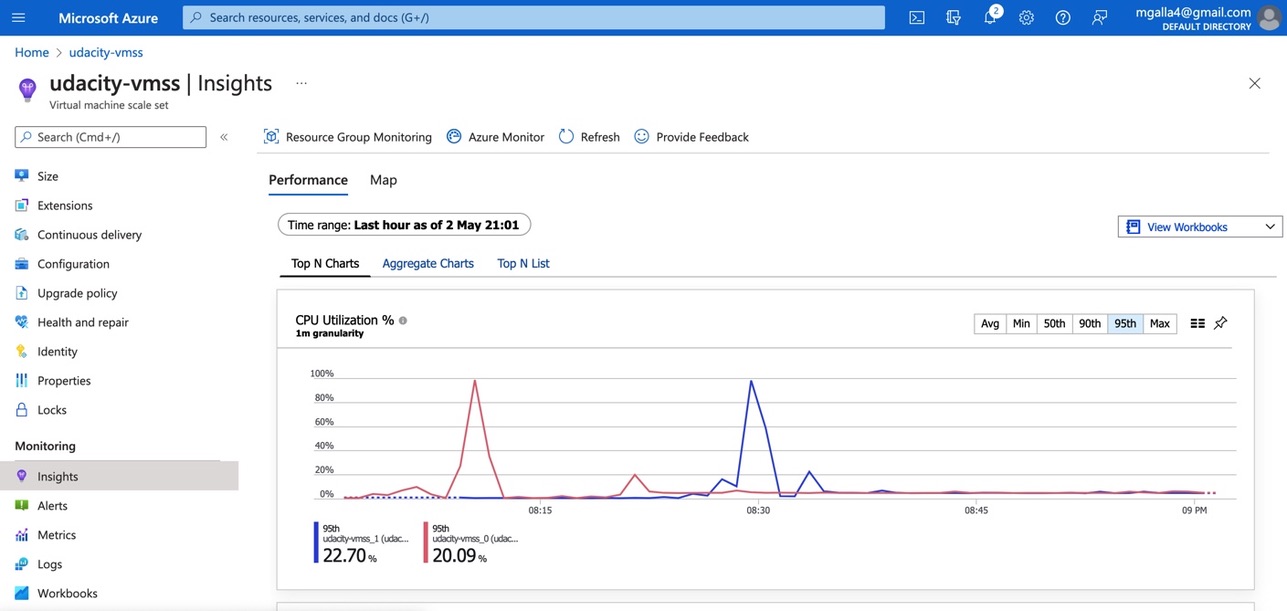 Microsoft Azure
Search resources, services, and docs (G+/)
2
mgalla4@gmail.com
DEFAULT DIRECTORY
Home > udacity-vmss
udacity-vmss | Insights ...
Virtual machine scale set
Search (Cmd+/)
«
Size
Extensions
Continuous delivery
Configuration
Upgrade policy
Health and repair
Identity
Properties
Locks
Monitoring
Insights
Alerts
Metrics
Logs
Workbooks
Resource Group Monitoring
Azure Monitor
Refresh
Provide Feedback
Performance
Map
Time range: Last hour as of 2 May 21:01
View Workbooks
Top N Charts
Aggregate Charts
Top N List
CPU Utilization %
1m granularity
Avg
Min
50th
90th
95th
Max
100%
80%
60%
40%
20%
0%
08:15
08:30
08:45
09 PM
95th
udacity-vmss_1 (udac...
22.70 %
95th
udacity-vmss_0 (udac...
20.09 %